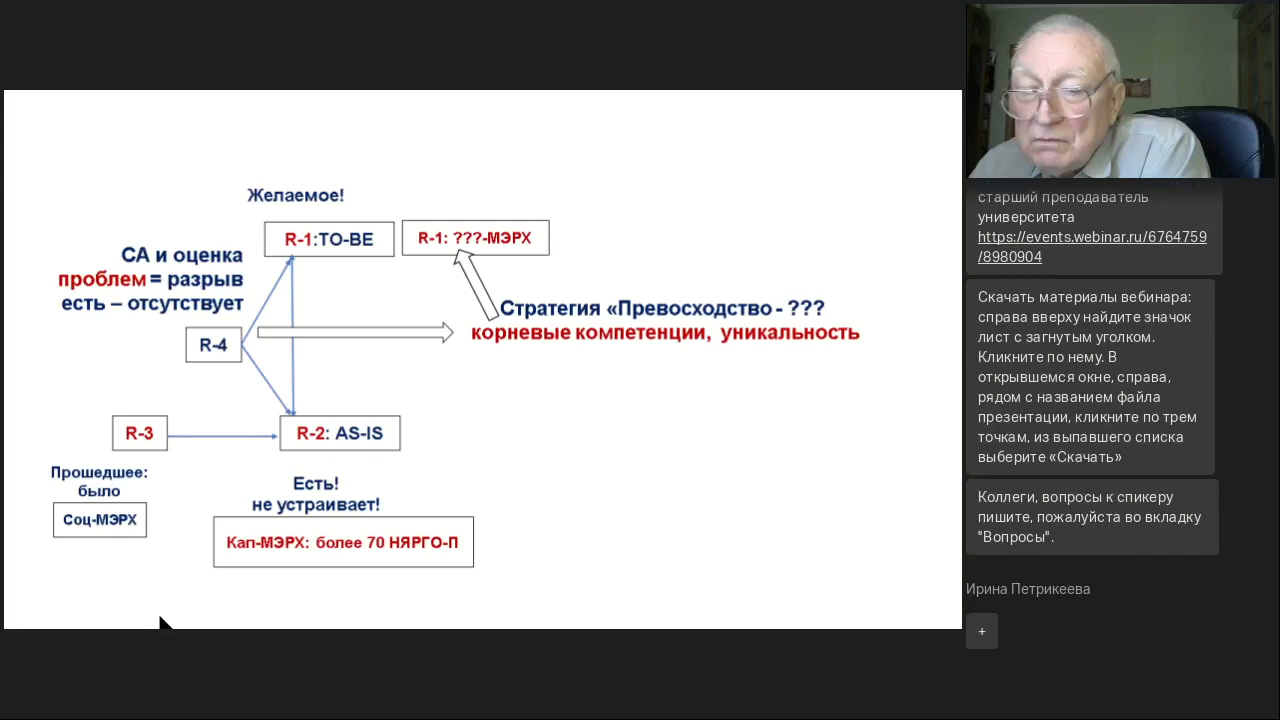 Желаемое!
R-1:TO-BE
R-1: ???-МЭРХ
СА и оценка
проблем = разрыв
есть – отсутствует
Стратегия «Превосходство - ???
корневые компетенции, уникальность
R-4
R-3
R-2: AS-IS
Прошедшее:
было
Соц-МЭРХ
Есть!
не устраивает!
Кап-МЭРХ: более 70 НЯРГО-П
старший преподаватель
университета
https://events.webinar.ru/6764759
/8980904
Скачать материалы вебинара:
справа вверху найдите значок
лист с загнутым уголком.
Кликните по нему. В
открывшемся окне, справа,
рядом с названием файла
презентации, кликните по трем
точкам, из выпавшего списка
выберите «Скачать»
Коллеги, вопросы к спикеру
пишите, пожалуйста во вкладку
"Вопросы".
Ирина Петрикеева
+